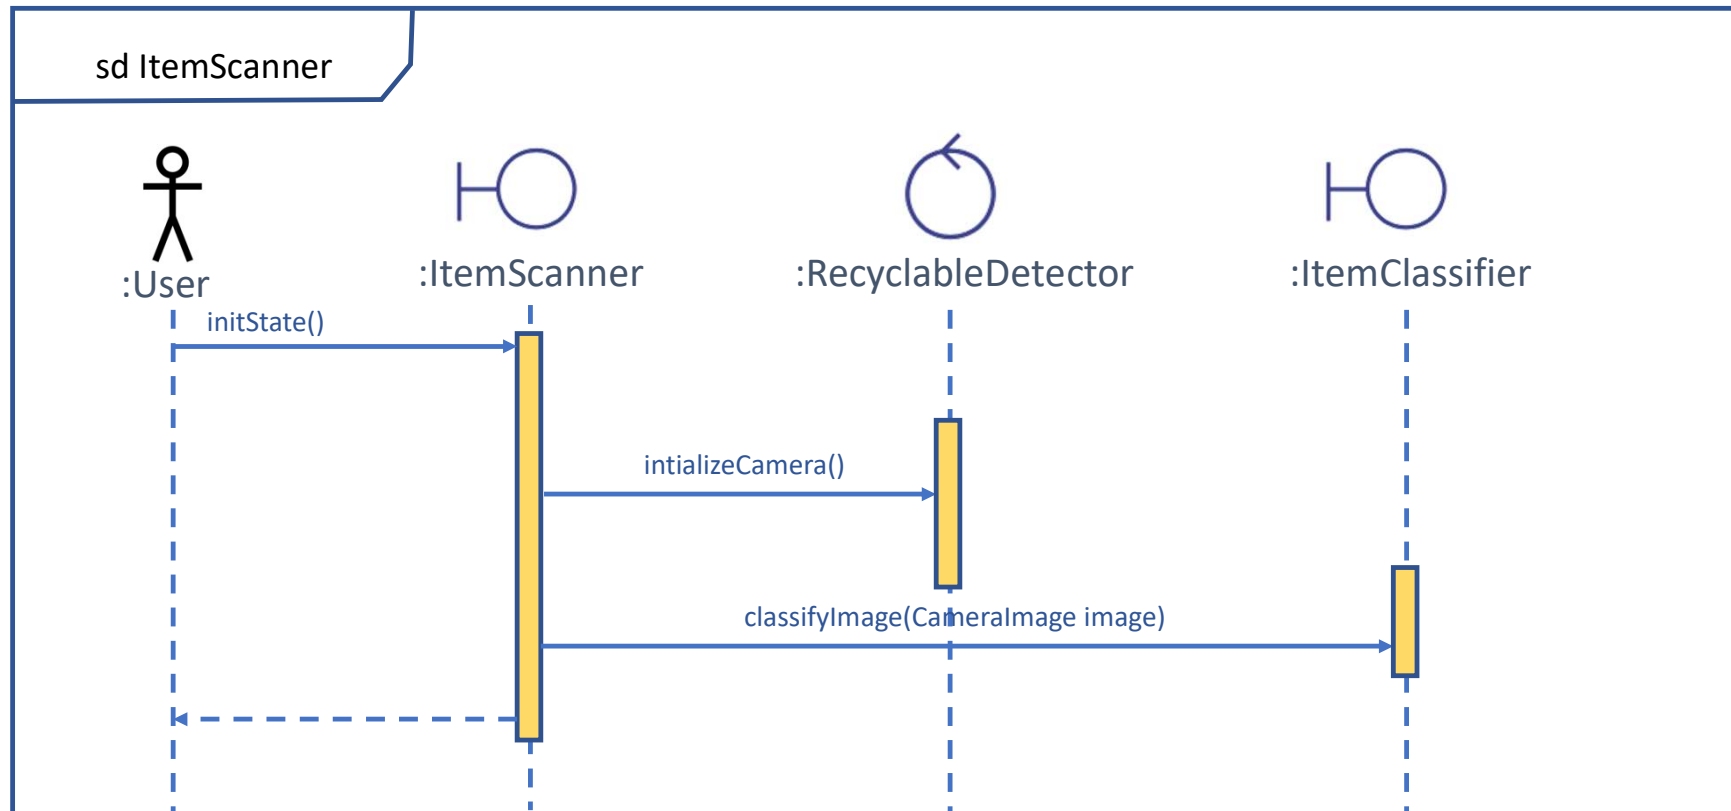 sd ItemScanner
:User
:ItemScanner
:RecyclableDetector
:ItemClassifier
initState()
intializeCamera()
classifyImage(CameraImage image)